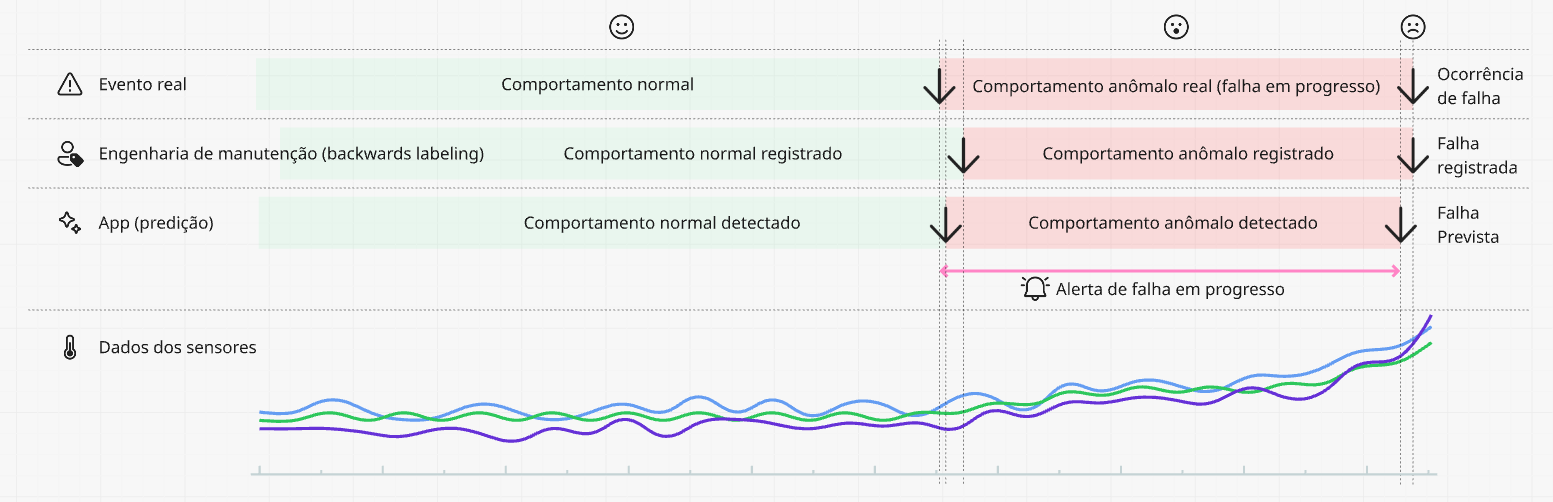 Evento real
Comportamento normal
Comportamento anômalo real (falha em progresso)
Ocorrência
de falha
Engenharia de manutenção (backwards labeling)
Comportamento normal registrado
Comportamento anômalo registrado
Falha
registrada
App (predição)
Comportamento normal detectado
Comportamento anômalo detectado
Falha
Prevista
Alerta de falha em progresso
Dados dos sensores